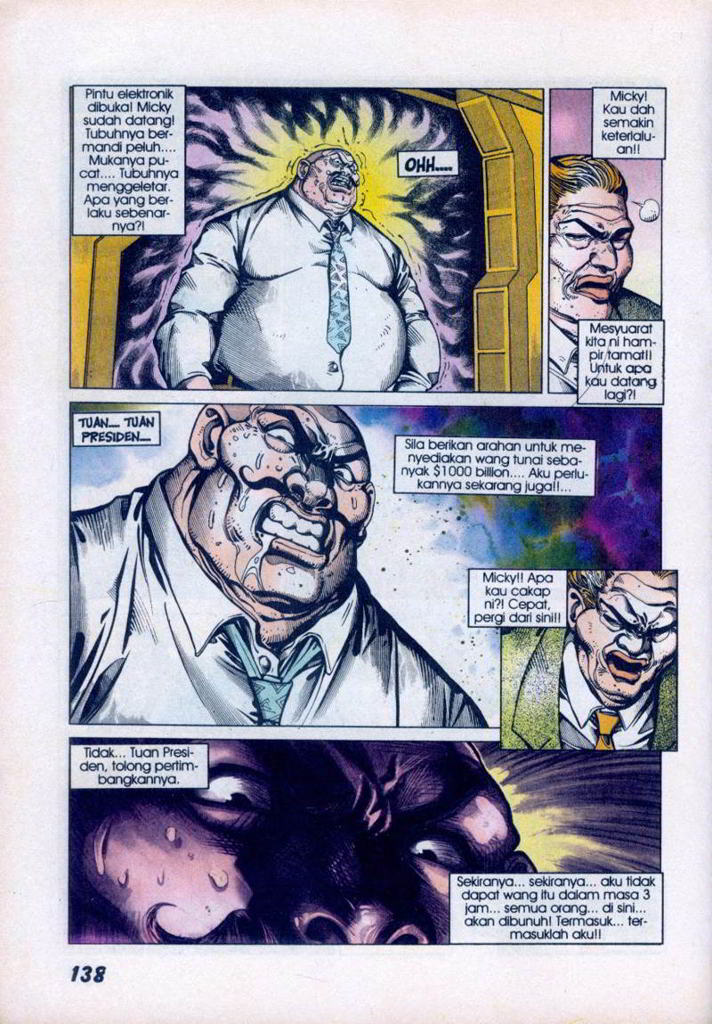 Pintu elektronik
dibuka! Micky
sudah datang!
Tubuhnya ber-
mandi peluh....
Mukanya pu-
cat.... Tubuhnya
menggeletar.
Apa yang ber-
laku sebenar-
nya?!
OHH....
Micky!
Kau dah
semakin
keterlalu-
an!!
Mesyuarat
kita ni ham-
pir tamat!!
Untuk apa
kau datang
lagi?!
TUAN.... TUAN
PRESIDEN....
Sila berikan arahan untuk me-
nyediakan wang tunai seba-
nyak $1000 billion.... Aku perlu-
kannya sekarang juga!!...
Micky!! Apa
kau cakap
ni?! Cepat,
pergi dari sini!!
Tidak... Tuan Presi-
den, tolong pertim-
bangkannya.
Sekiranya... sekiranya... aku tidak
dapat wang itu dalam masa 3
jam... semua orang... di sini...
akan dibunuh! Termasuk... ter-
masuklah aku!!
138